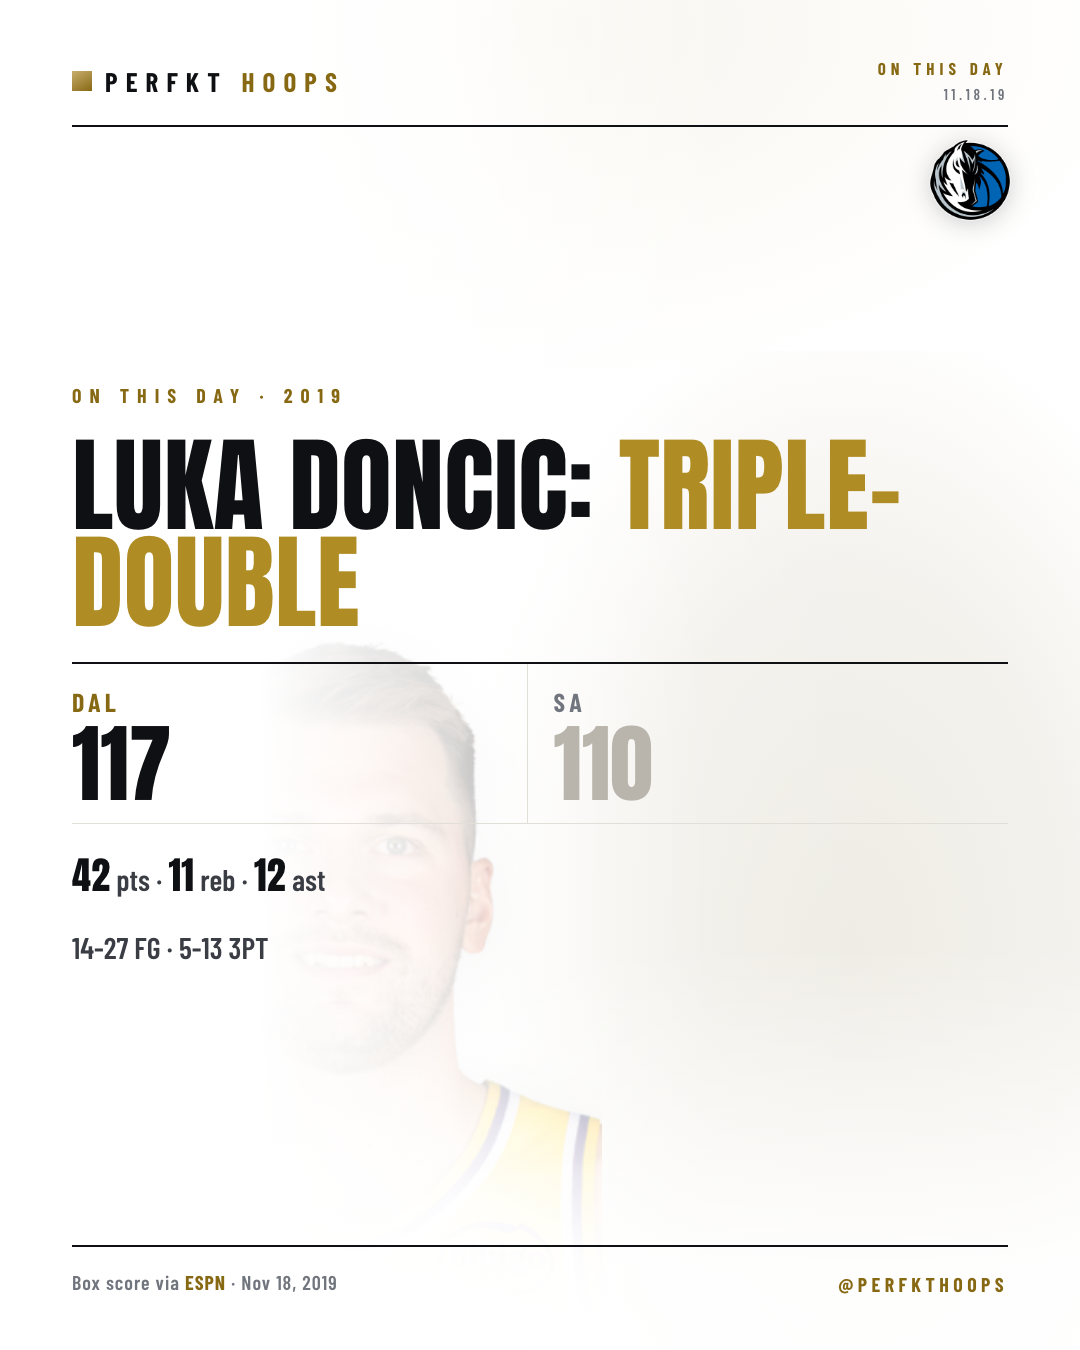 PERFKT HOOPS
ON THIS DAY
11.18.19
ON THIS DAY · 2019
LUKA DONCIC: TRIPLE-
DOUBLE
DAL
117
SA
110
42 pts · 11 reb · 12 ast
14-27 FG · 5-13 3PT
Box score via ESPN · Nov 18, 2019
@PERFKTHOOPS